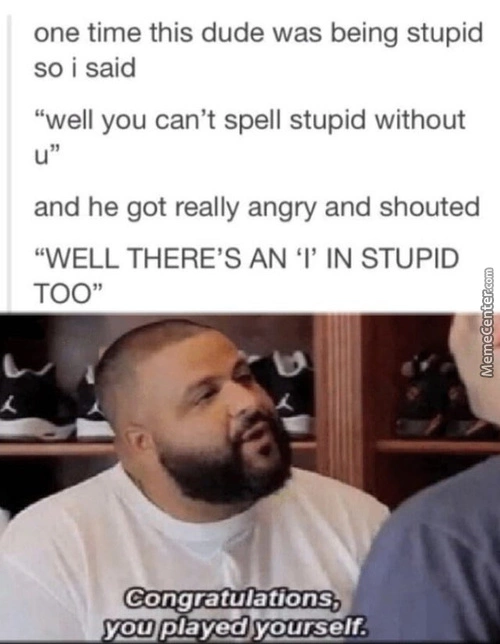 one time this dude was being stupid
so i said
“well you can’t spell stupid without
u”
and he got really angry and shouted
“WELL THERE’S AN ‘I’ IN STUPID
TOO”
MemeCenter.com
Congratulations,
you played yourself.